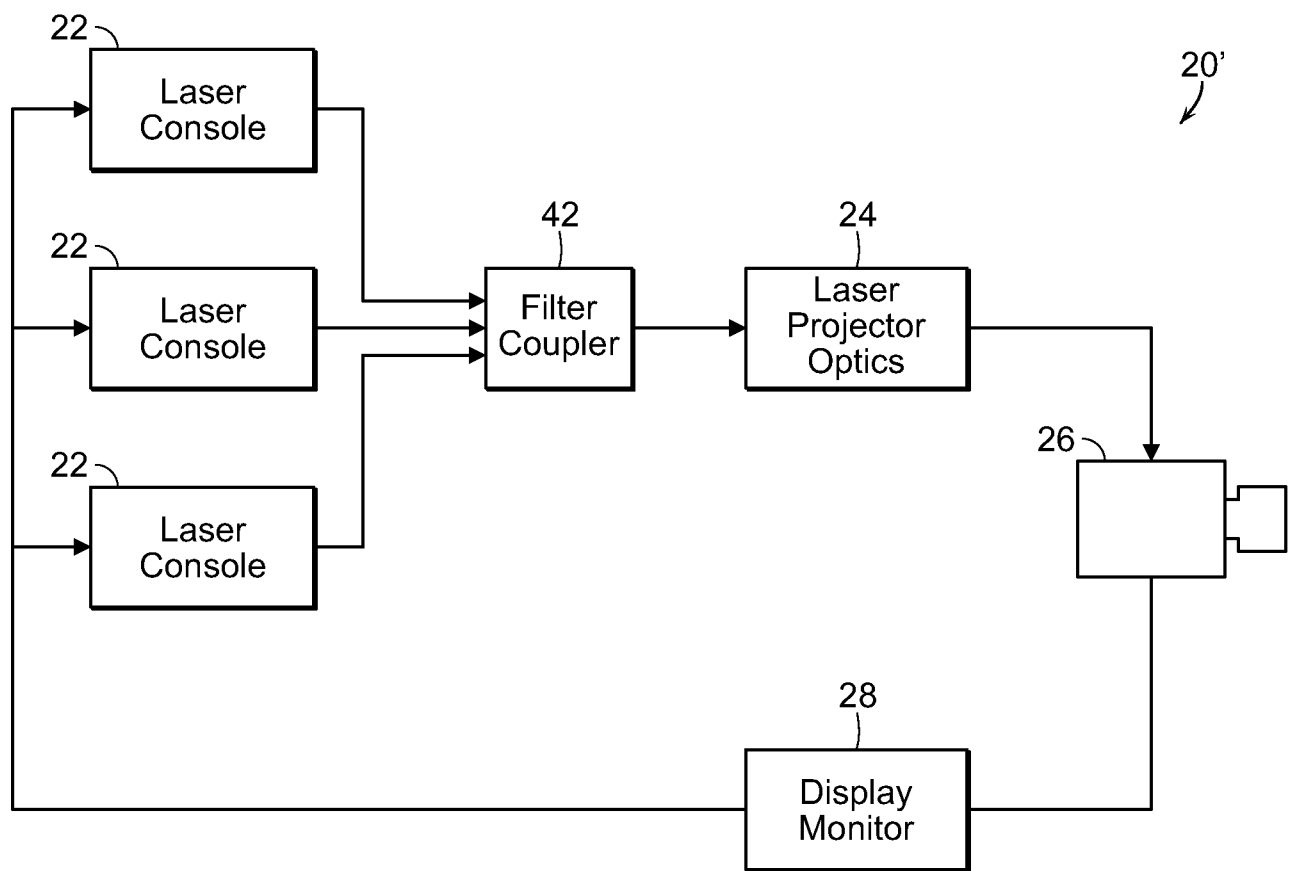 22
Laser
Console
20’
22
Laser
Console
42
Filter
Coupler
24
Laser
Projector
Optics
22
Laser
Console
26
28
Display
Monitor